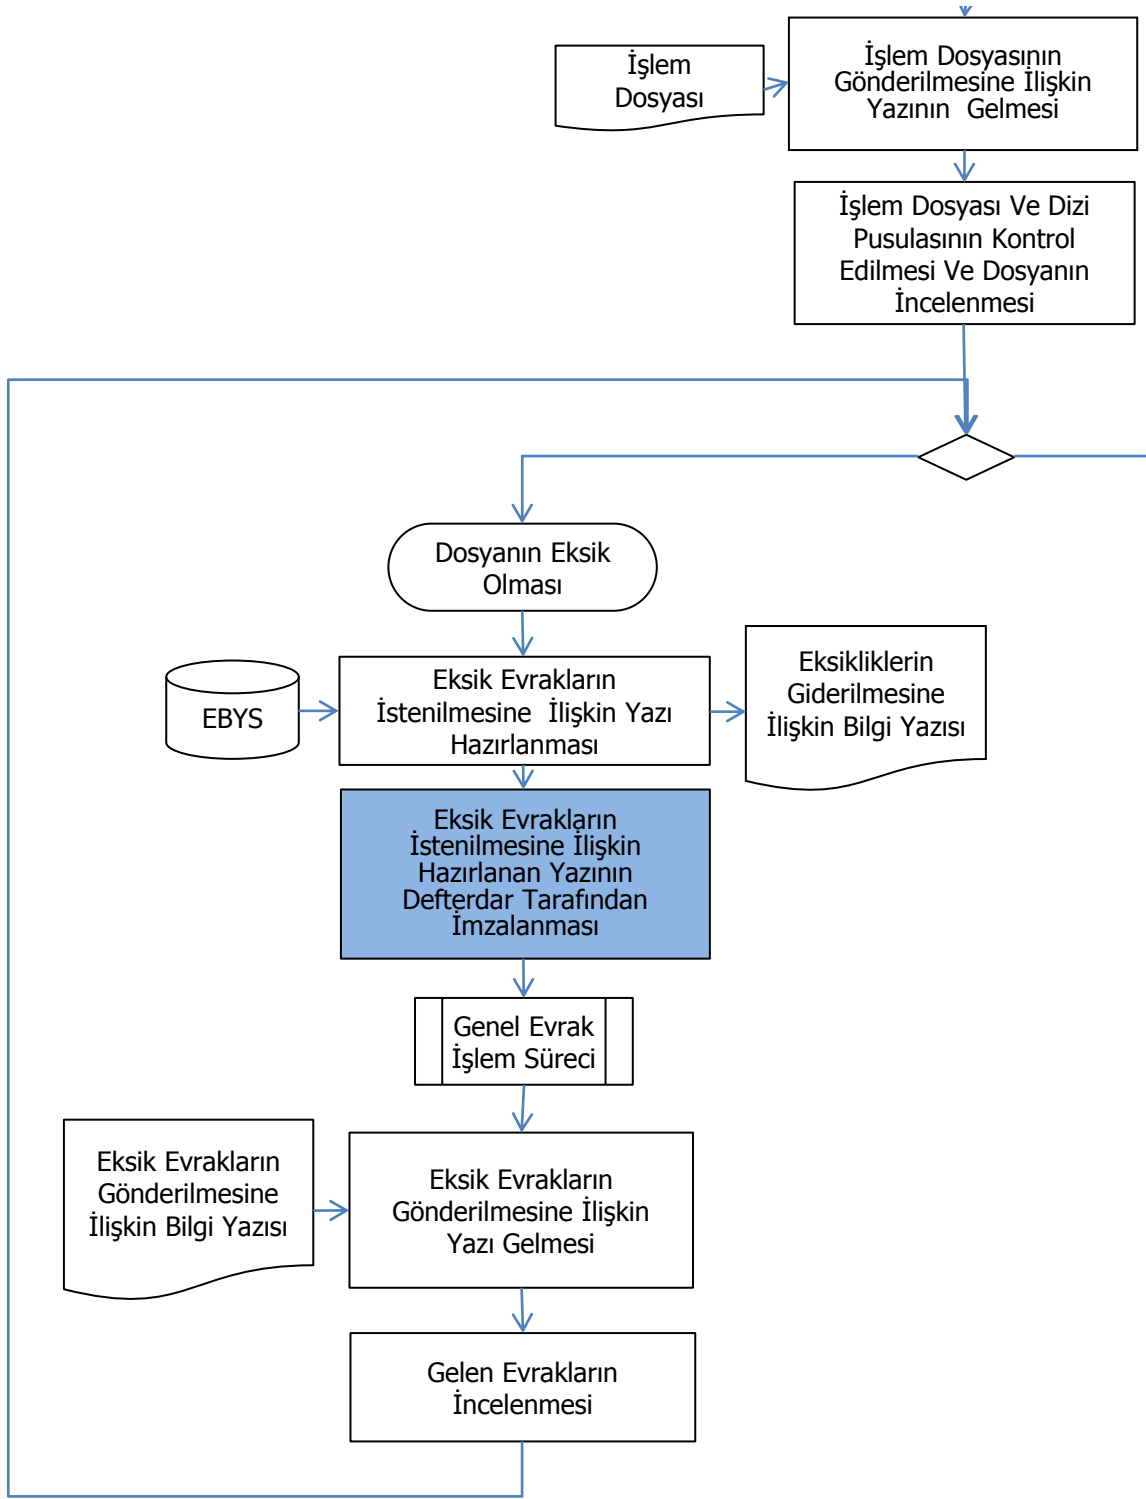 İşlem
Dosyası
İşlem Dosyasının
Gönderilmesine İlişkin
Yazının Gelmesi
İşlem Dosyası Ve Dizi
Pusulasının Kontrol
Edilmesi Ve Dosyanın
İncelenmesi
Dosyanın Eksik
Olması
EBYS
Eksik Evrakların
İstenilmesine İlişkin Yazı
Hazırlanması
Eksikliklerin
Giderilmesine
İlişkin Bilgi Yazısı
Eksik Evrakların
İstenilmesine İlişkin
Hazırlanan Yazının
Defterdar Tarafından
İmzalanması
Genel Evrak
İşlem Süreci
Eksik Evrakların
Gönderilmesine
İlişkin Bilgi Yazısı
Eksik Evrakların
Gönderilmesine İlişkin
Yazı Gelmesi
Gelen Evrakların
İncelenmesi